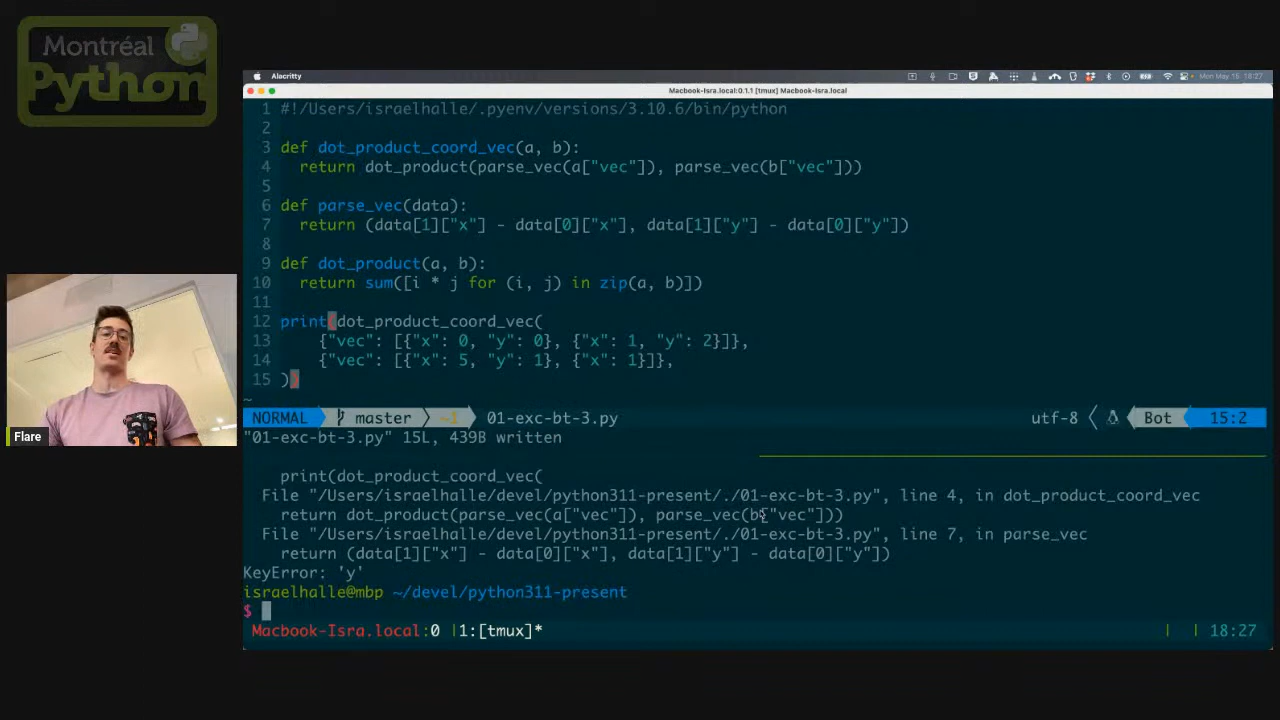 Montréal
Python
Alacritty
Mon May 15 18:27
Macbook-Isra.local:0.1.1 [tmux] Macbook-Isra.local
1 #!/Users/israelhalle/.pyenv/versions/3.10.6/bin/python
2
3 def dot_product_coord_vec(a, b):
4   return dot_product(parse_vec(a["vec"]), parse_vec(b["vec"]))
5
6 def parse_vec(data):
7   return (data[1]["x"] - data[0]["x"], data[1]["y"] - data[0]["y"])
8
9 def dot_product(a, b):
10   return sum([i * j for (i, j) in zip(a, b)])
11
12 print(dot_product_coord_vec(
13     {"vec": [{"x": 0, "y": 0}, {"x": 1, "y": 2}]},
14     {"vec": [{"x": 5, "y": 1}, {"x": 1}]},
15 ))
~
NORMAL master ~1 01-exc-bt-3.py utf-8 Bot 15:2
"01-exc-bt-3.py" 15L, 439B written
print(dot_product_coord_vec(
File "/Users/israelhalle/devel/python311-present/./01-exc-bt-3.py", line 4, in dot_product_coord_vec
return dot_product(parse_vec(a["vec"]), parse_vec(b["vec"]))
File "/Users/israelhalle/devel/python311-present/./01-exc-bt-3.py", line 7, in parse_vec
return (data[1]["x"] - data[0]["x"], data[1]["y"] - data[0]["y"])
KeyError: 'y'
israelhalle@mbp ~/devel/python311-present
$
Macbook-Isra.local:0 |1:[tmux]* | | 18:27
Flare